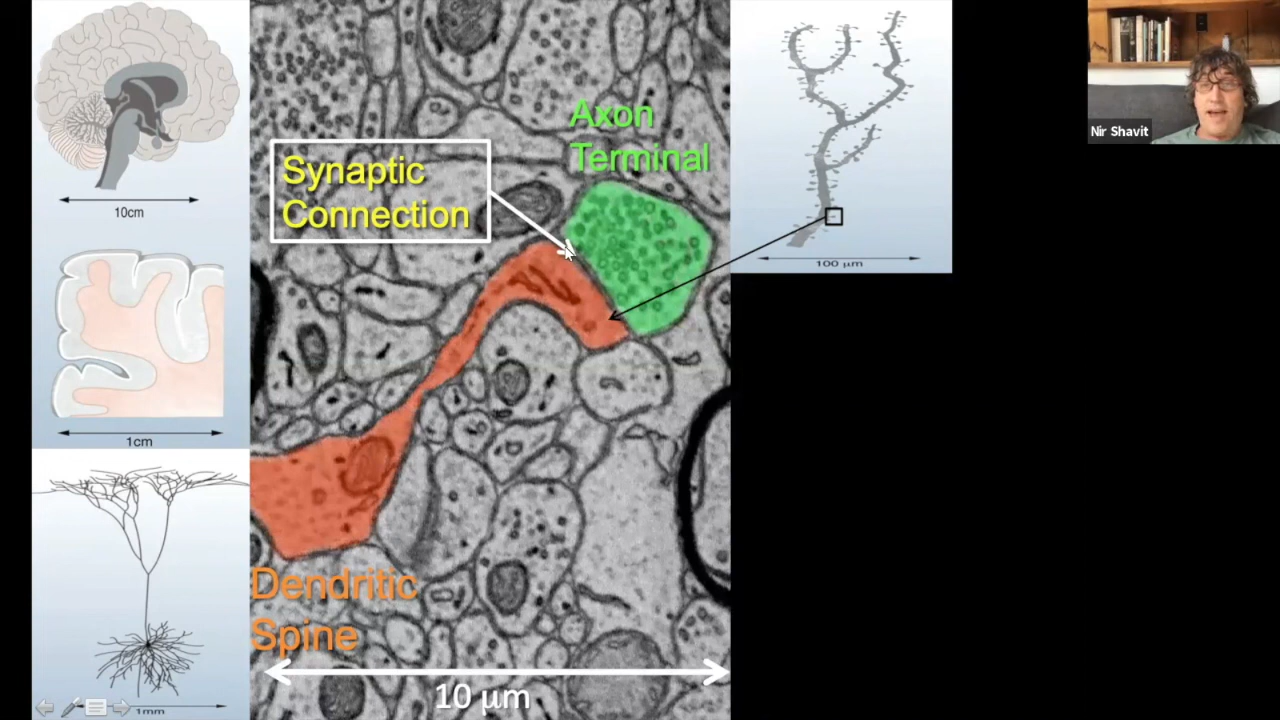 10cm
1cm
1mm
Synaptic
Connection
Axon
Terminal
Dendritic
Spine
10 µm
100 µm
Nir Shavit